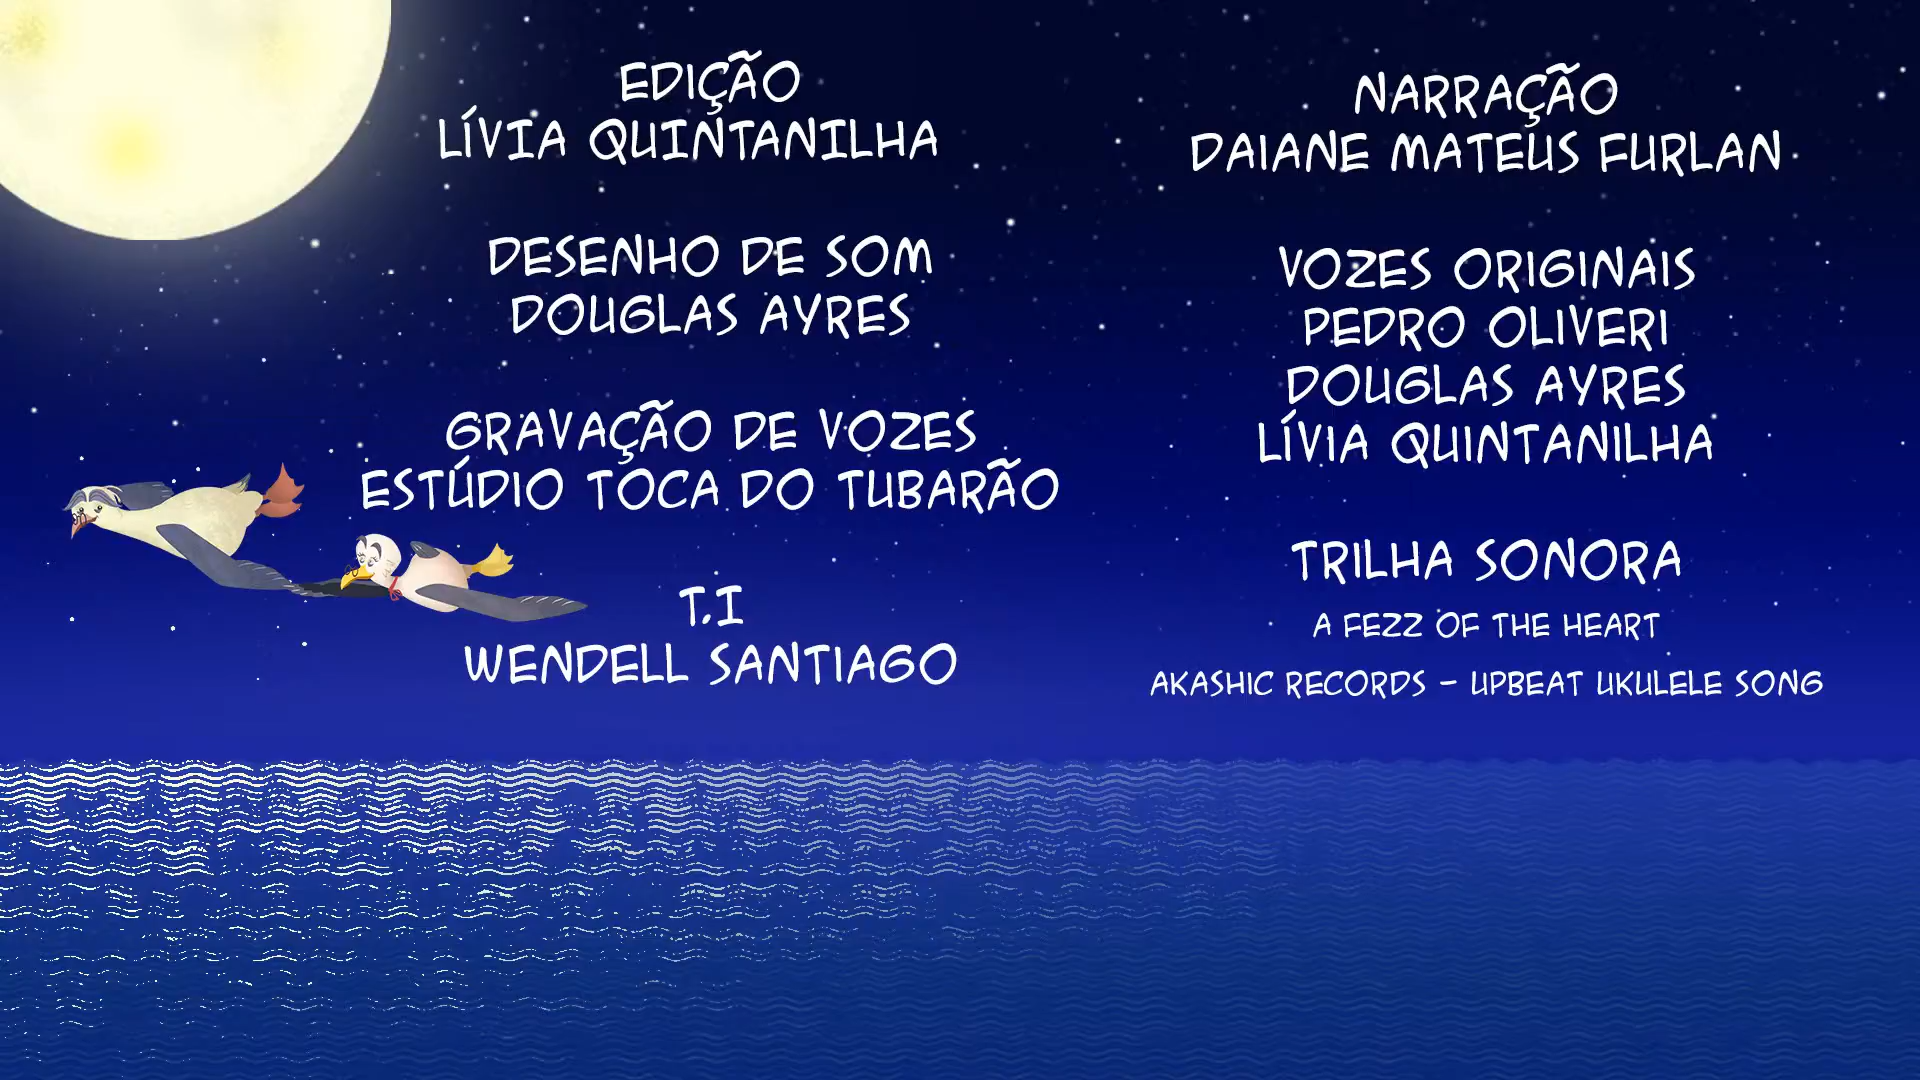 EDIÇÃO
LÍVIA QUINTANILHA
DESENHO DE SOM
DOUGLAS AYRES
GRAVAÇÃO DE VOZES
ESTÚDIO TOCA DO TUBARÃO
T.I
WENDELL SANTIAGO
NARRAÇÃO
DAIANE MATEUS FURLAN
VOZES ORIGINAIS
PEDRO OLIVERI
DOUGLAS AYRES
LÍVIA QUINTANILHA
TRILHA SONORA
A FEZZ OF THE HEART
AKASHIC RECORDS - UPBEAT UKULELE SONG